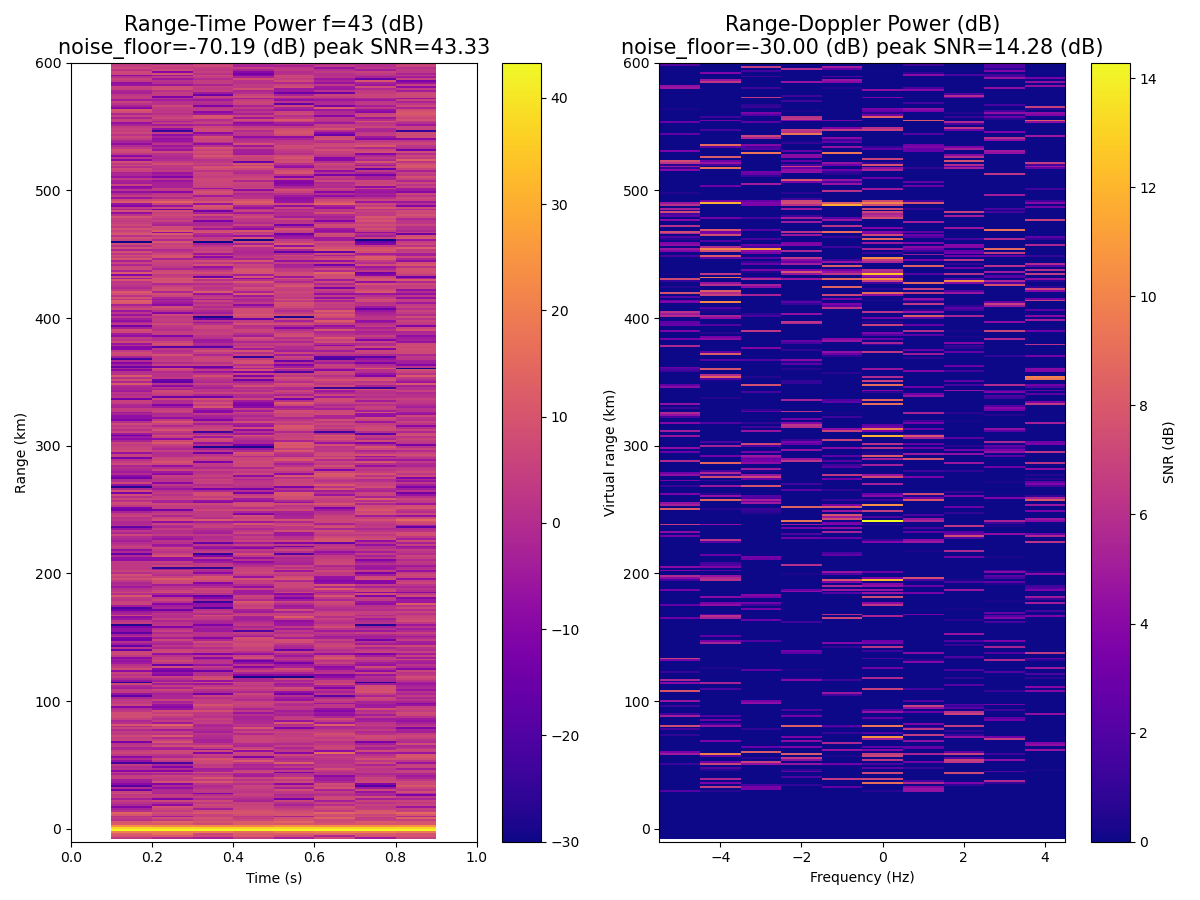 Range-Time Power f=43 (dB)
noise_floor=-70.19 (dB) peak SNR=43.33
Range (km)
600
500
400
300
200
100
0
0.0 0.2 0.4 0.6 0.8 1.0
Time (s)
40
30
20
10
0
−10
−20
−30
Range-Doppler Power (dB)
noise_floor=-30.00 (dB) peak SNR=14.28 (dB)
Virtual range (km)
600
500
400
300
200
100
0
−4 −2 0 2 4
Frequency (Hz)
14
12
10
8
6
4
2
0
SNR (dB)